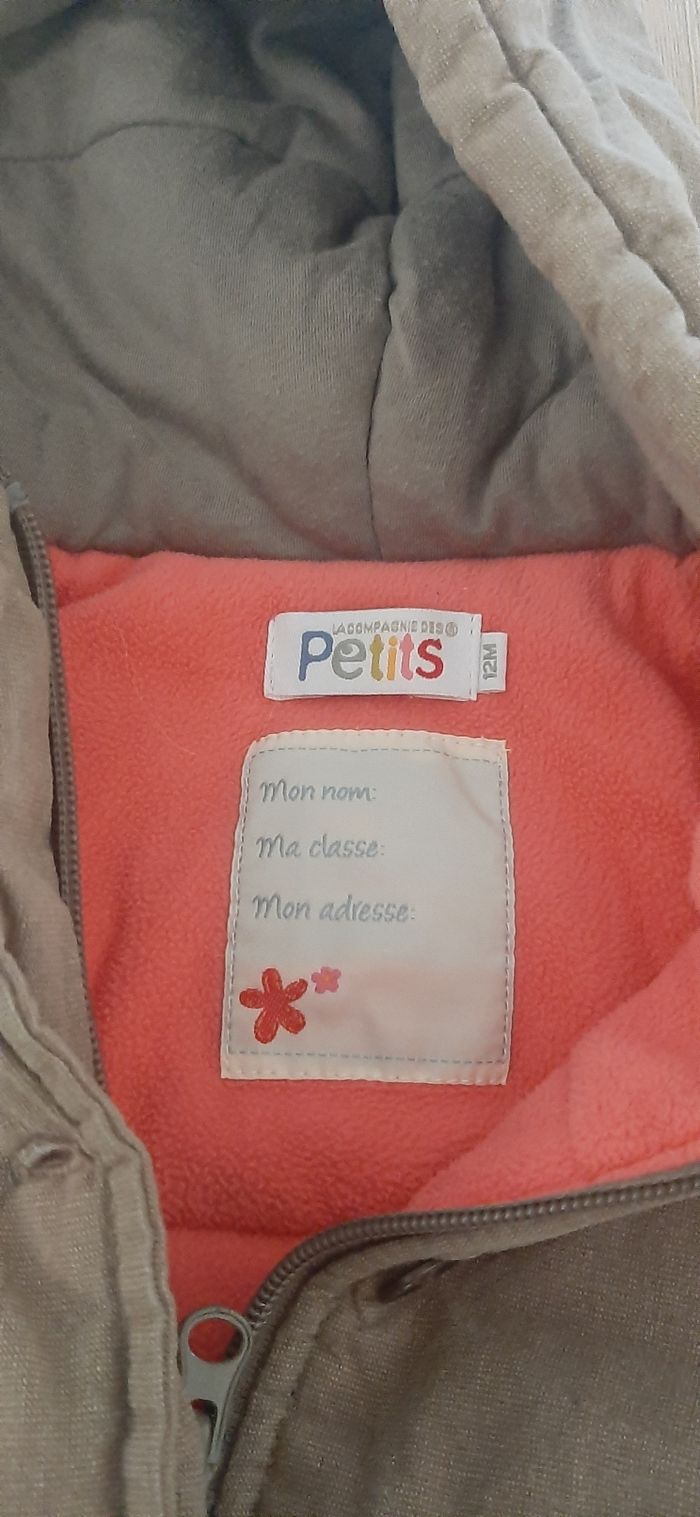 LA COMPAGNIE DES®
Petits
12M
Mon nom:
Ma classe:
Mon adresse: